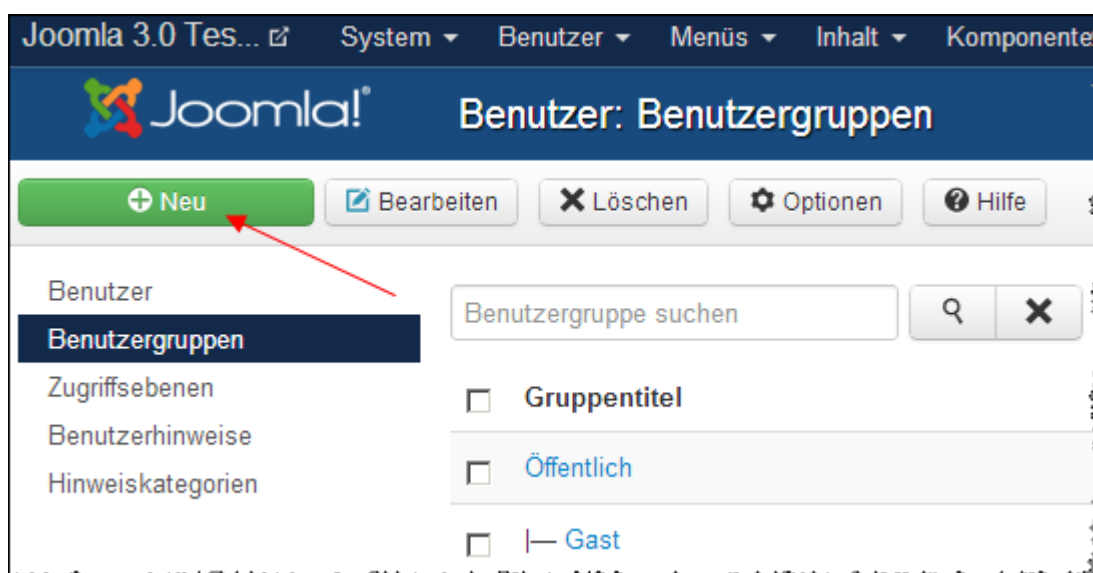 Joomla 3.0 Tes... System Benutzer Menüs Inhalt Komponente
Joomla!® Benutzer: Benutzergruppen
Neu Bearbeiten Löschen Optionen Hilfe
Benutzer
Benutzergruppen
Zugriffsebenen
Benutzerhinweise
Hinweiskategorien
Benutzergruppe suchen
Gruppentitel
Öffentlich
|— Gast